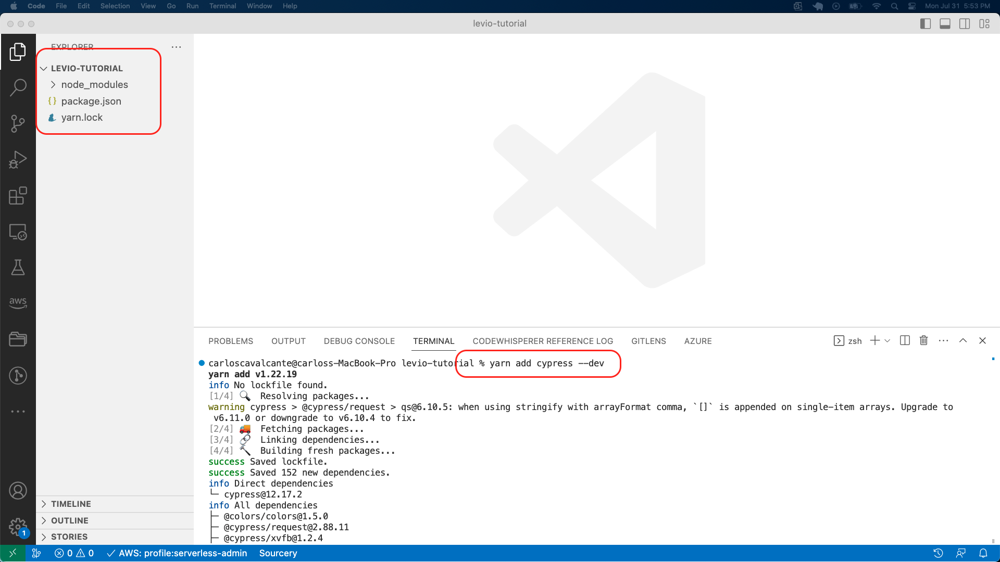 Code File Edit Selection View Go Run Terminal Window Help Mon Jul 31 5:53 PM
levio-tutorial
EXPLORER
LEVIO-TUTORIAL
node_modules
{} package.json
yarn.lock
aws
TIMELINE
OUTLINE
STORIES
1
PROBLEMS OUTPUT DEBUG CONSOLE TERMINAL CODEWHISPERER REFERENCE LOG GITLENS AZURE zsh
carloscavalcante@carloss-MacBook-Pro levio-tutorial % yarn add cypress --dev
yarn add v1.22.19
info No lockfile found.
[1/4] 🔍 Resolving packages...
warning cypress > @cypress/request > qs@6.10.5: when using stringify with arrayFormat comma, `[]` is appended on single-item arrays. Upgrade to
v6.11.0 or downgrade to v6.10.4 to fix.
[2/4] 🚚 Fetching packages...
[3/4] 🔗 Linking dependencies...
[4/4] 🔨 Building fresh packages...
success Saved lockfile.
success Saved 152 new dependencies.
info Direct dependencies
└─ cypress@12.17.2
info All dependencies
├─ @colors/colors@1.5.0
├─ @cypress/request@2.88.11
├─ @cypress/xvfb@1.2.4
0 0 AWS: profile:serverless-admin Sourcery